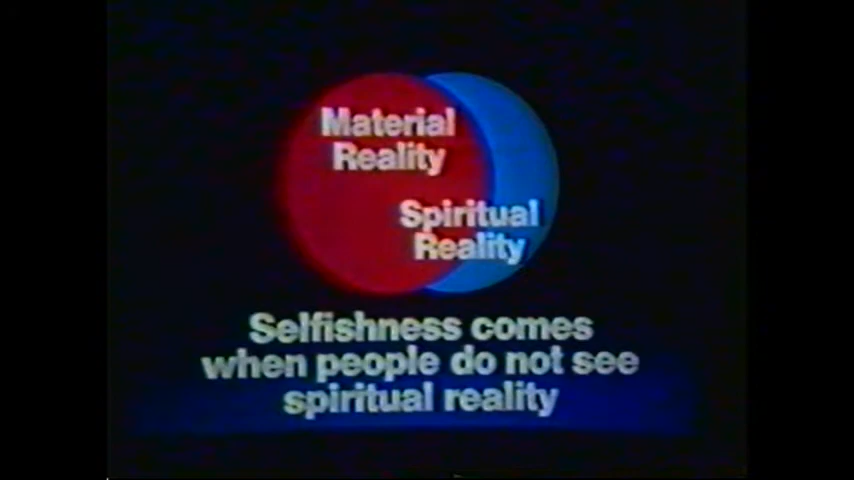 Material
Reality
Spiritual
Reality
Selfishness comes
when people do not see
spiritual reality